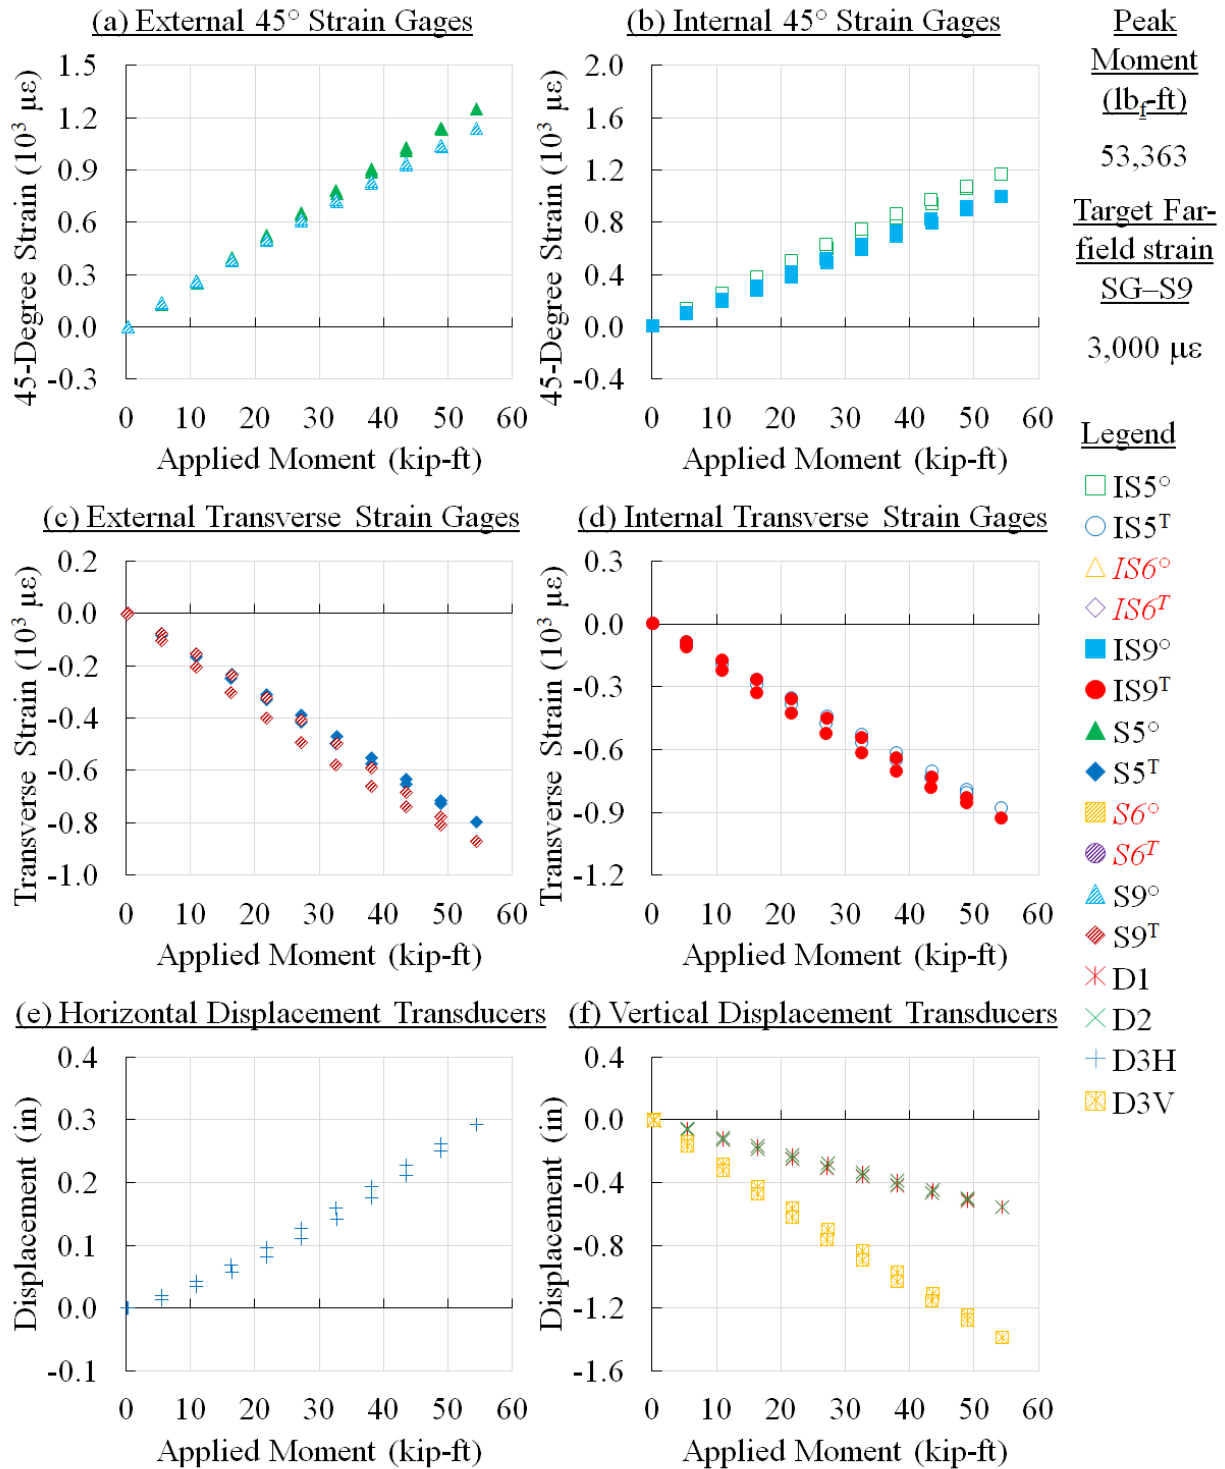 (a) External 45° Strain Gages
45-Degree Strain (10³ με)
1.5
1.2
0.9
0.6
0.3
0.0
-0.3
0 10 20 30 40 50 60
Applied Moment (kip-ft)
(b) Internal 45° Strain Gages
45-Degree Strain (10³ με)
2.0
1.6
1.2
0.8
0.4
0.0
-0.4
0 10 20 30 40 50 60
Applied Moment (kip-ft)
Peak
Moment
(lb_f-ft)
53,363
Target Far-
field strain
SG–S9
3,000 με
(c) External Transverse Strain Gages
Transverse Strain (10³ με)
0.2
0.0
-0.2
-0.4
-0.6
-0.8
-1.0
0 10 20 30 40 50 60
Applied Moment (kip-ft)
(d) Internal Transverse Strain Gages
Transverse Strain (10³ με)
0.3
0.0
-0.3
-0.6
-0.9
-1.2
0 10 20 30 40 50 60
Applied Moment (kip-ft)
(e) Horizontal Displacement Transducers
Displacement (in)
0.4
0.3
0.2
0.1
0.0
-0.1
0 10 20 30 40 50 60
Applied Moment (kip-ft)
(f) Vertical Displacement Transducers
Displacement (in)
0.4
0.0
-0.4
-0.8
-1.2
-1.6
0 10 20 30 40 50 60
Applied Moment (kip-ft)
Legend
IS5°
IS5ᵀ
IS6°
IS6ᵀ
IS9°
IS9ᵀ
S5°
S5ᵀ
S6°
S6ᵀ
S9°
S9ᵀ
D1
D2
D3H
D3V